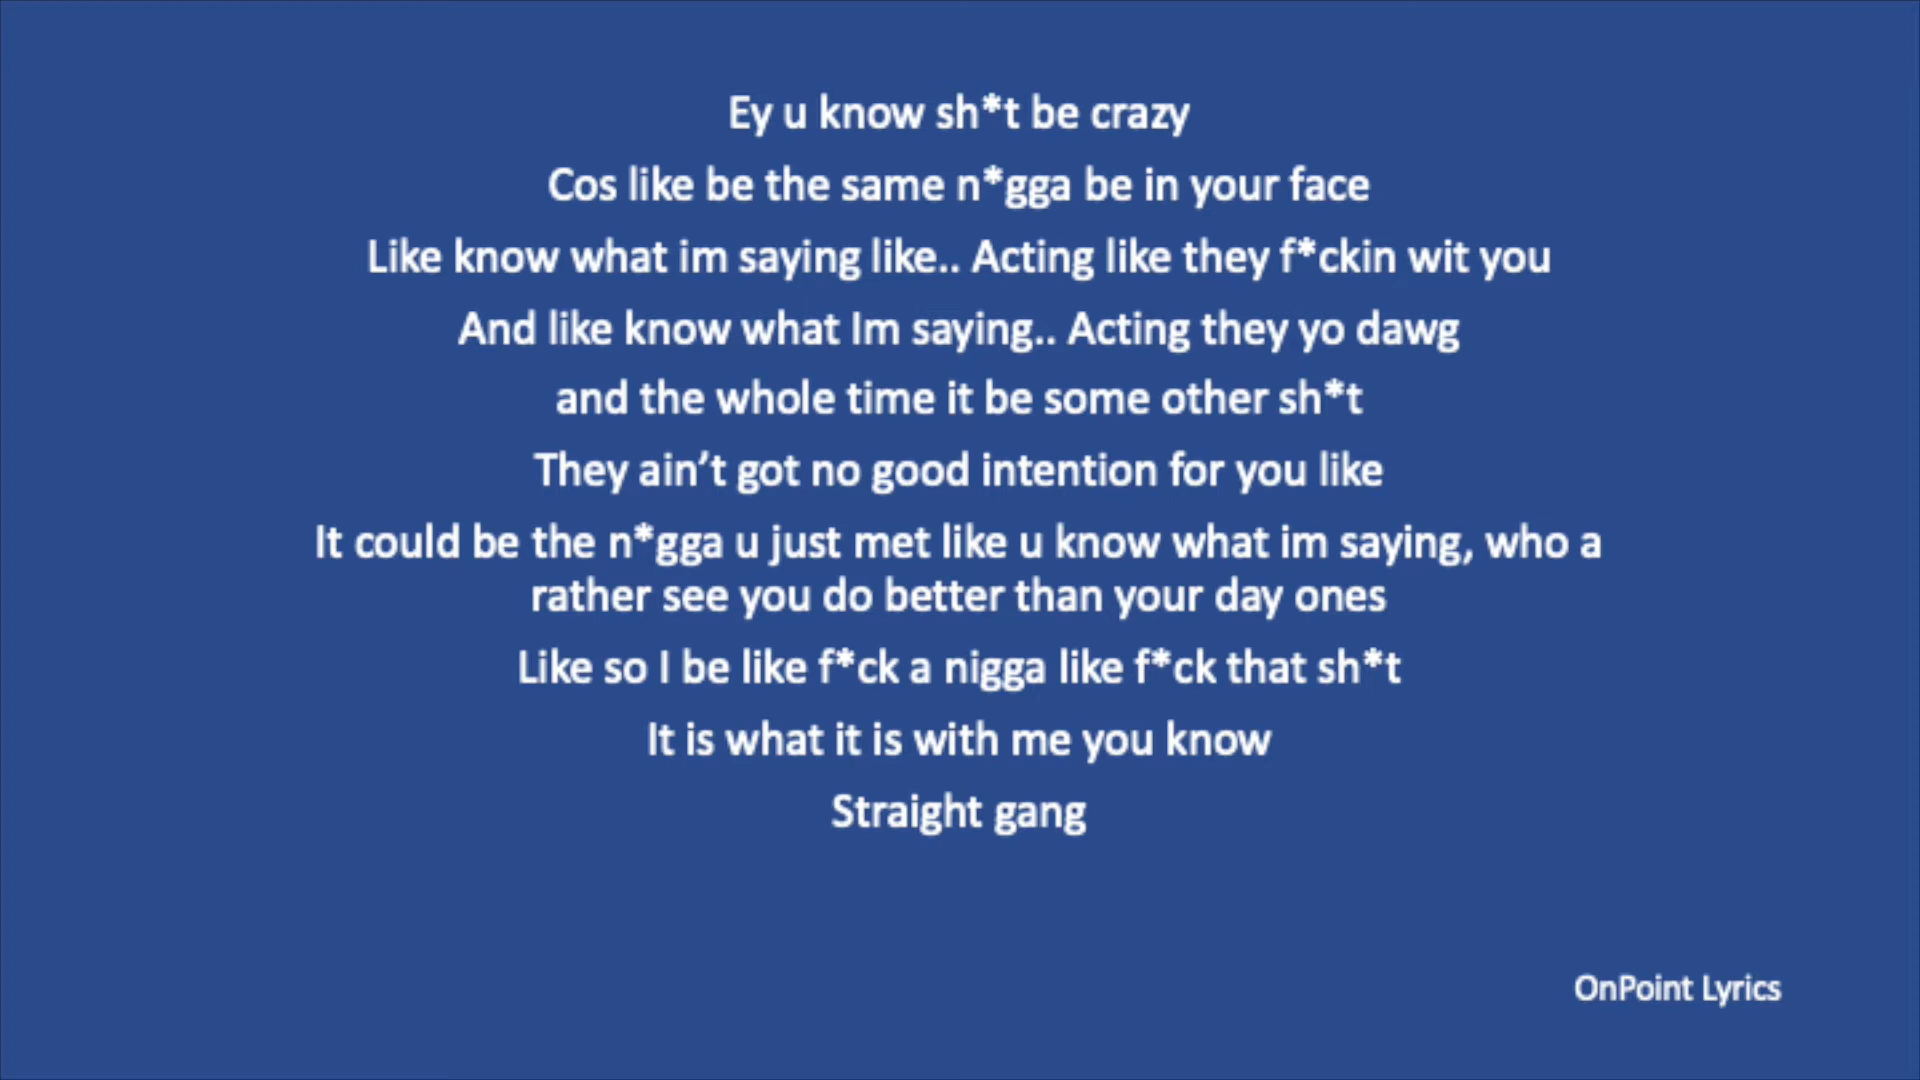 Ey u know sh*t be crazy
Cos like be the same n*gga be in your face
Like know what im saying like.. Acting like they f*ckin wit you
And like know what Im saying.. Acting they yo dawg
and the whole time it be some other sh*t
They ain’t got no good intention for you like
It could be the n*gga u just met like u know what im saying, who a
rather see you do better than your day ones
Like so I be like f*ck a nigga like f*ck that sh*t
It is what it is with me you know
Straight gang
OnPoint Lyrics